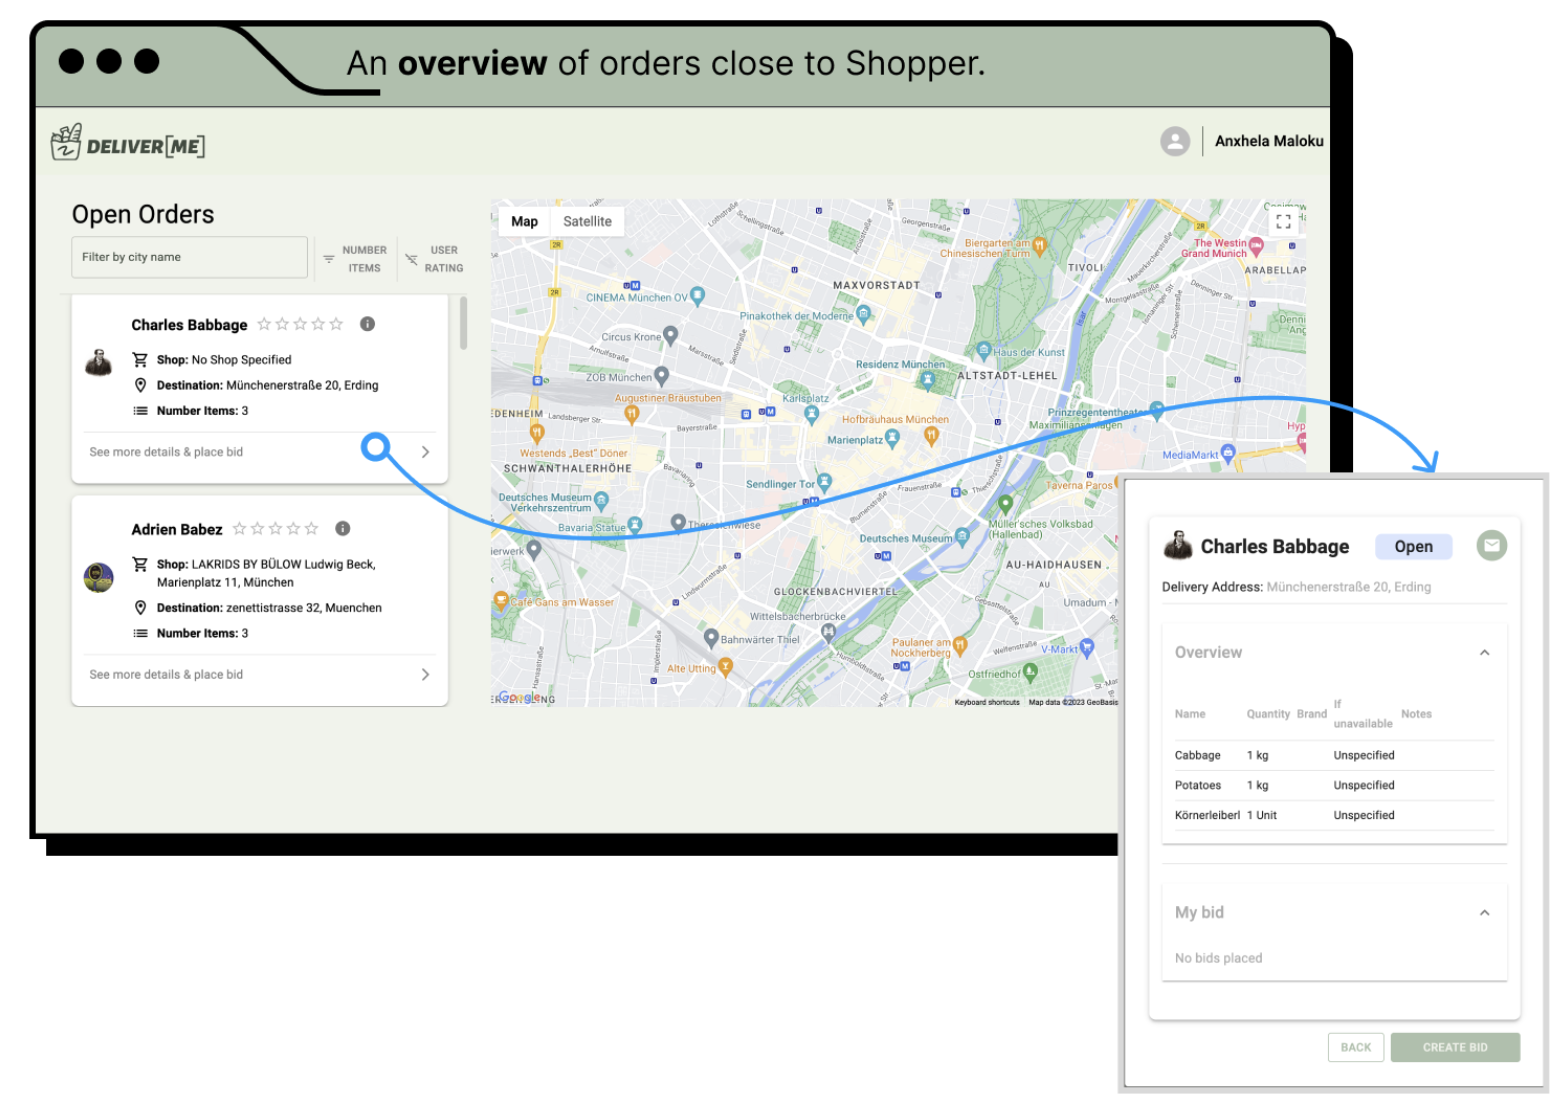 An overview of orders close to Shopper.
DELIVER[ME]
Anxhela Maloku
Open Orders
Filter by city name
NUMBER
ITEMS
USER
RATING
Charles Babbage
Shop: No Shop Specified
Destination: Münchenerstraße 20, Erding
Number Items: 3
See more details & place bid
Adrien Babez
Shop: LAKRIDS BY BÜLOW Ludwig Beck,
Marienplatz 11, München
Destination: zenettistrasse 32, Muenchen
Number Items: 3
See more details & place bid
Map
Satellite
Biergarten am
Chinesischen Turm
The Westin
Grand Munich
TIVOLI
ARABELLAP
MAXVORSTADT
CINEMA München OV
Pinakothek der Moderne
Circus Krone
Haus der Kunst
Residenz München
ALTSTADT-LEHEL
ZOB München
Augustiner Bräustuben
Karlsplatz
Hofbräuhaus München
Prinzregententheater
Maximiliansanlagen
EDENHEIM
Landsberger Str.
Bayerstraße
Marienplatz
Westends „Best" Döner
SCHWANTHALERHÖHE
MediaMarkt
Sendlinger Tor
Fraunstraße
Taverna Paros
Deutsches Museum
Verkehrszentrum
Bavaria Statue
Theresienwiese
Müller'sches Volksbad
(Hallenbad)
Deutsches Museum
AU-HAIDHAUSEN
AU
GLOCKENBACHVIERTEL
Café Gans am Wasser
Wittelsbacherbrücke
Bahnwärter Thiel
Paulaner am
Nockherberg
V-Markt
Alte Utting
Ostfriedhof
Google
Keyboard shortcuts
Map data ©2023 GeoBasis
Charles Babbage
Open
Delivery Address: Münchenerstraße 20, Erding
Overview
Name Quantity Brand If unavailable Notes
Cabbage 1 kg Unspecified
Potatoes 1 kg Unspecified
Körnerleiberl 1 Unit Unspecified
My bid
No bids placed
BACK
CREATE BID